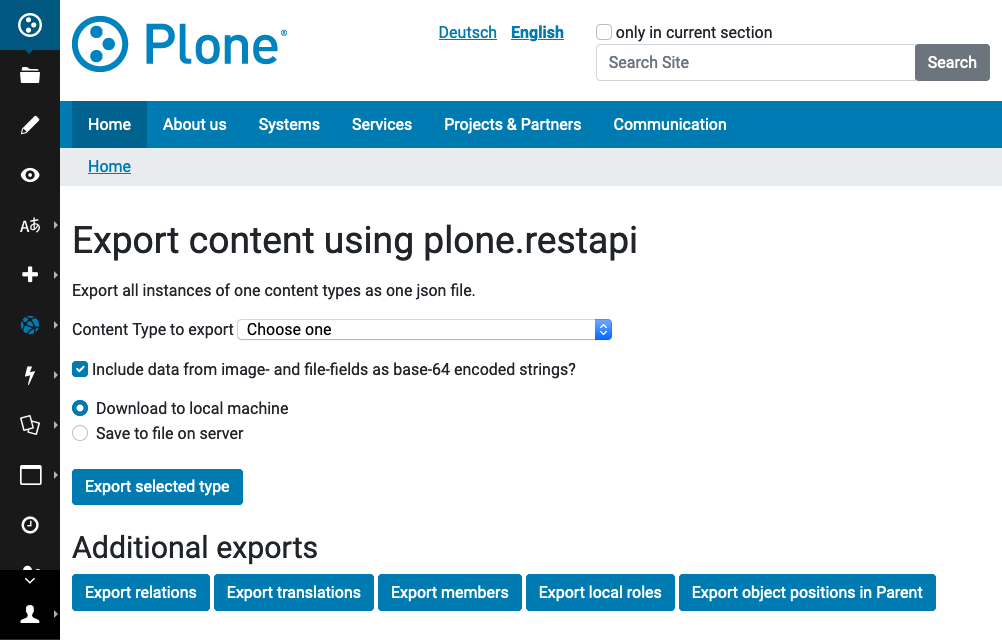 Plone®
Deutsch English
only in current section
Search Site Search
Home About us Systems Services Projects & Partners Communication
Home
Aあ
Export content using plone.restapi
Export all instances of one content types as one json file.
Content Type to export Choose one
Include data from image- and file-fields as base-64 encoded strings?
Download to local machine
Save to file on server
Export selected type
Additional exports
Export relations Export translations Export members Export local roles Export object positions in Parent